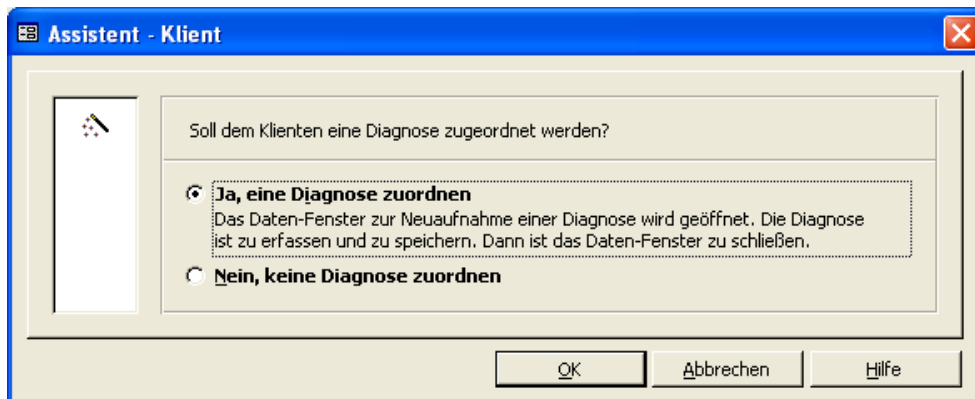 Assistent - Klient
Soll dem Klienten eine Diagnose zugeordnet werden?
Ja, eine Diagnose zuordnen
Das Daten-Fenster zur Neuaufnahme einer Diagnose wird geöffnet. Die Diagnose
ist zu erfassen und zu speichern. Dann ist das Daten-Fenster zu schließen.
Nein, keine Diagnose zuordnen
OK Abbrechen Hilfe